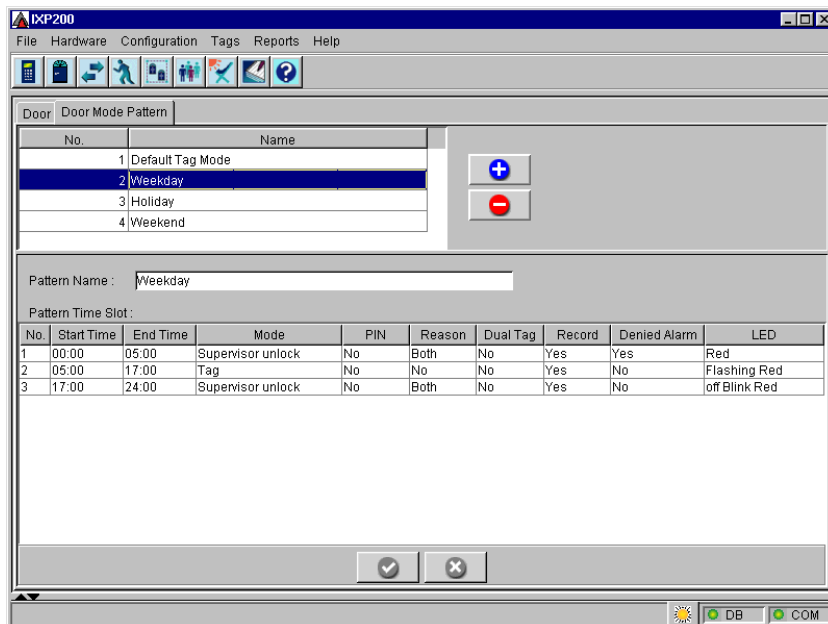 IXP200
File Hardware Configuration Tags Reports Help
Door Door Mode Pattern
No. Name
1 Default Tag Mode
2 Weekday
3 Holiday
4 Weekend
Pattern Name : Weekday
Pattern Time Slot :
No. Start Time End Time Mode PIN Reason Dual Tag Record Denied Alarm LED
1 00:00 05:00 Supervisor unlock No Both No Yes Yes Red
2 05:00 17:00 Tag No No No Yes No Flashing Red
3 17:00 24:00 Supervisor unlock No Both No Yes No off Blink Red
DB COM